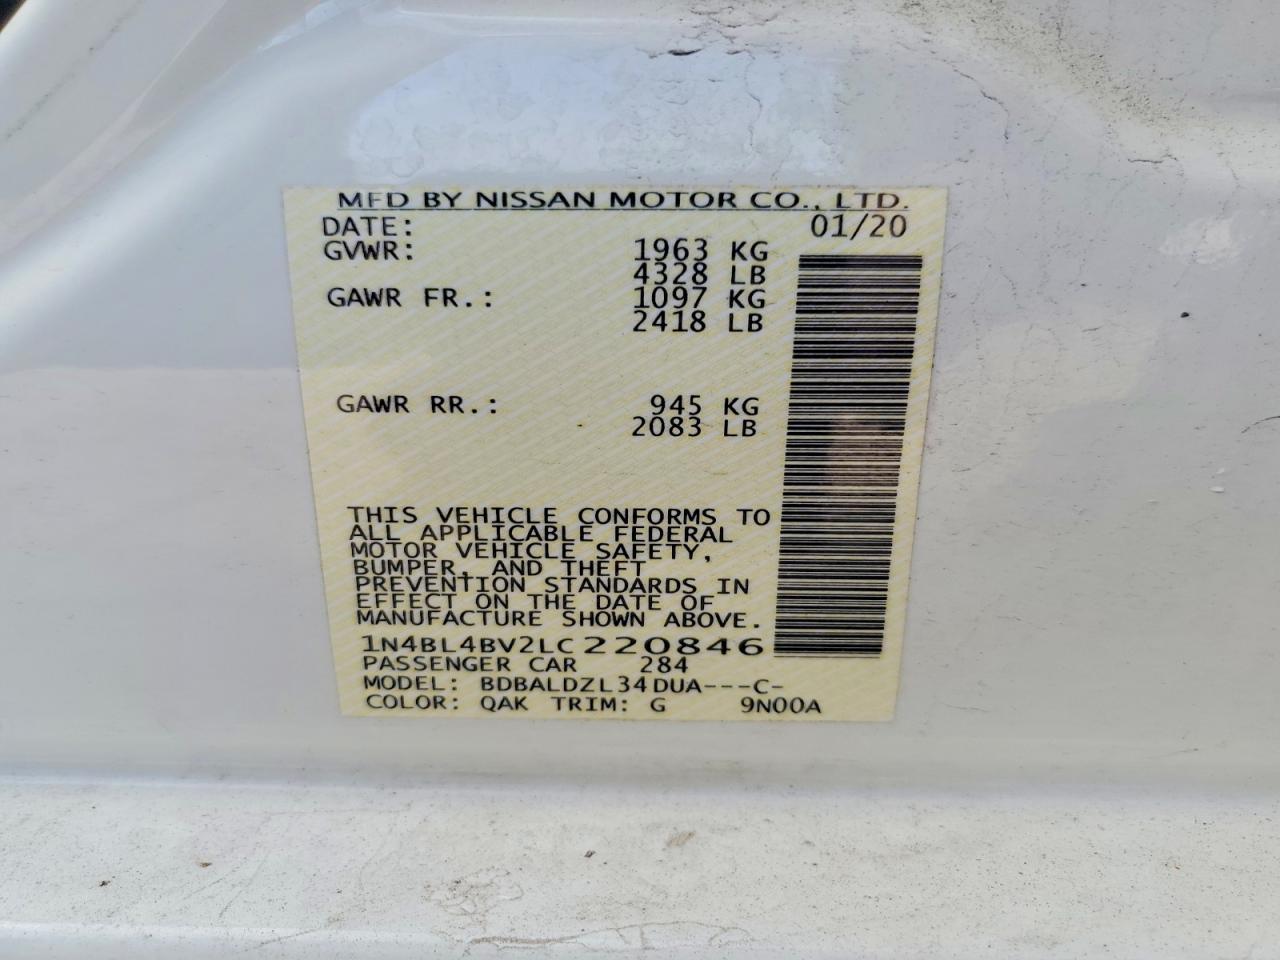 MFD BY NISSAN MOTOR CO., LTD.
DATE: 01/20
GVWR: 1963 KG
4328 LB
GAWR FR.: 1097 KG
2418 LB
GAWR RR.: 945 KG
2083 LB
THIS VEHICLE CONFORMS TO
ALL APPLICABLE FEDERAL
MOTOR VEHICLE SAFETY,
BUMPER, AND THEFT
PREVENTION STANDARDS IN
EFFECT ON THE DATE OF
MANUFACTURE SHOWN ABOVE.
1N4BL4BV2LC220846
PASSENGER CAR 284
MODEL: BDBALDZL34DUA---C-
COLOR: QAK TRIM: G 9N00A